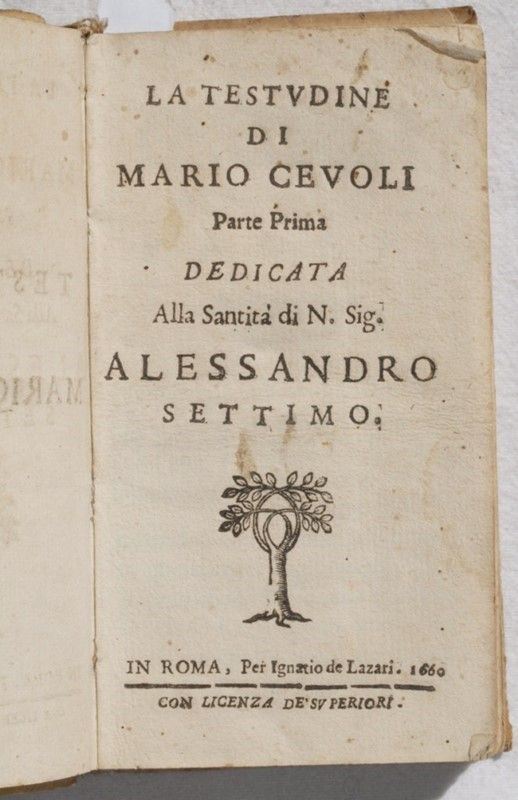 LA TESTVDINE
DI
MARIO CEVOLI
Parte Prima
DEDICATA
Alla Santità di N. Sig.
ALESSANDRO
SETTIMO.
IN ROMA, Per Ignatio de Lazari. 1660
CON LICENZA DE' SVPERIORI.